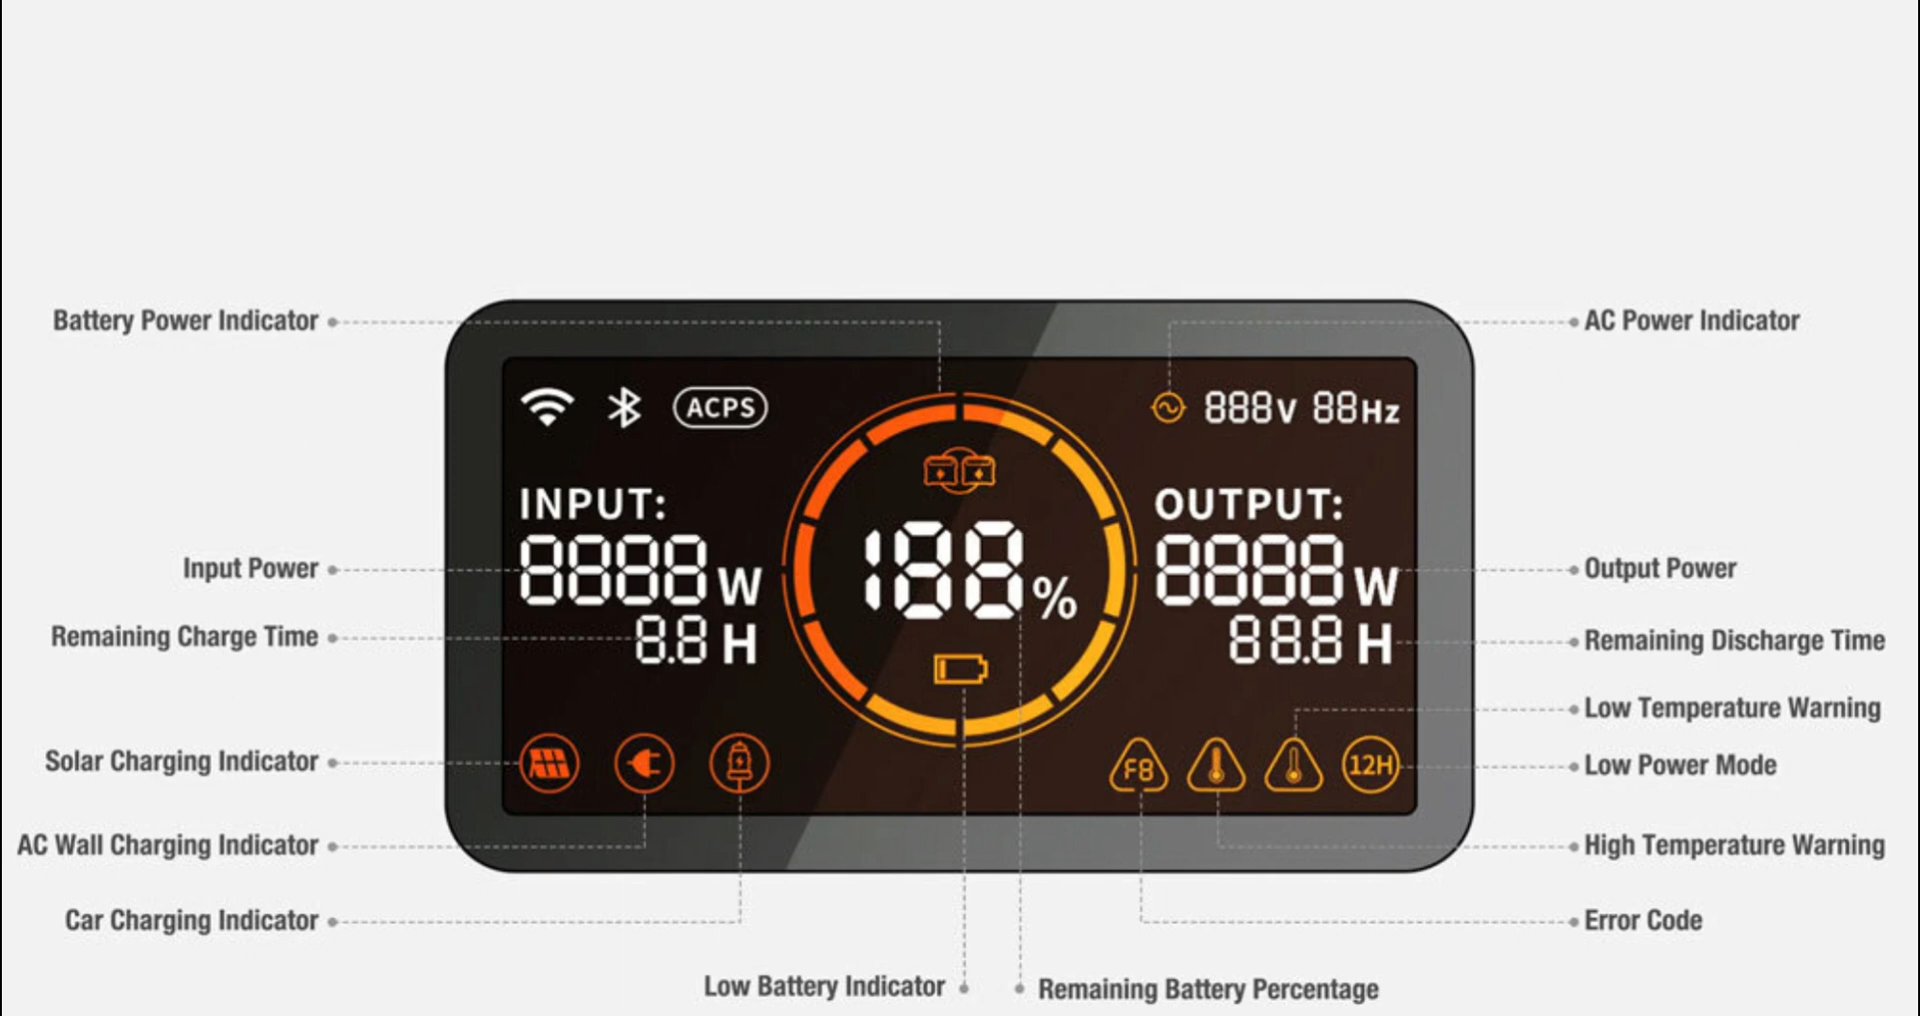 Battery Power Indicator
AC Power Indicator
ACPS
888V 88Hz
INPUT:
OUTPUT:
Input Power
8888W
188%
8888W
Output Power
Remaining Charge Time
8.8H
88.8H
Remaining Discharge Time
Low Temperature Warning
Solar Charging Indicator
F8
12H
Low Power Mode
AC Wall Charging Indicator
High Temperature Warning
Car Charging Indicator
Error Code
Low Battery Indicator
Remaining Battery Percentage